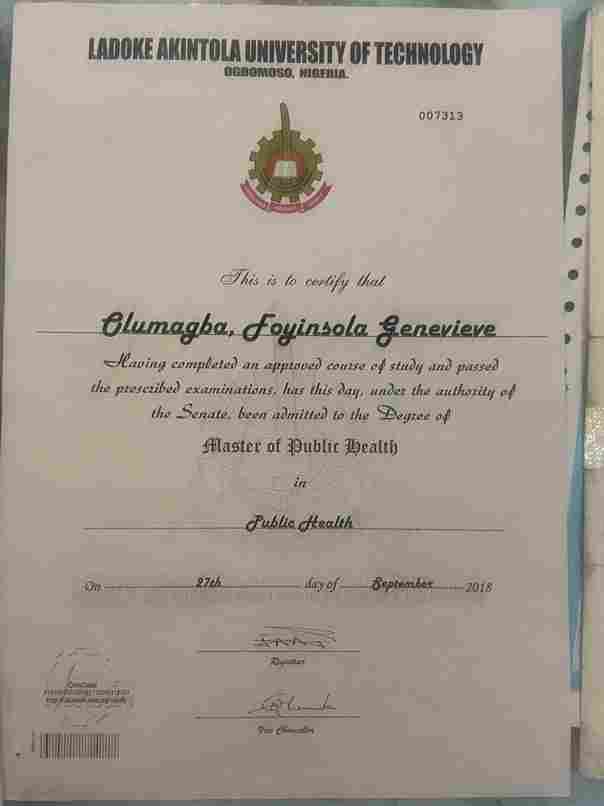 LADOKE AKINTOLA UNIVERSITY OF TECHNOLOGY
OGBOMOSO, NIGERIA.
007313
This is to certify that
Olumagba, Foyinsola Genevieve
Having completed an approved course of study and passed
the prescribed examinations, has this day, under the authority of
the Senate, been admitted to the Degree of
Master of Public Health
in
Public Health
On 27th day of September 2018
Registrar
Vice Chancellor